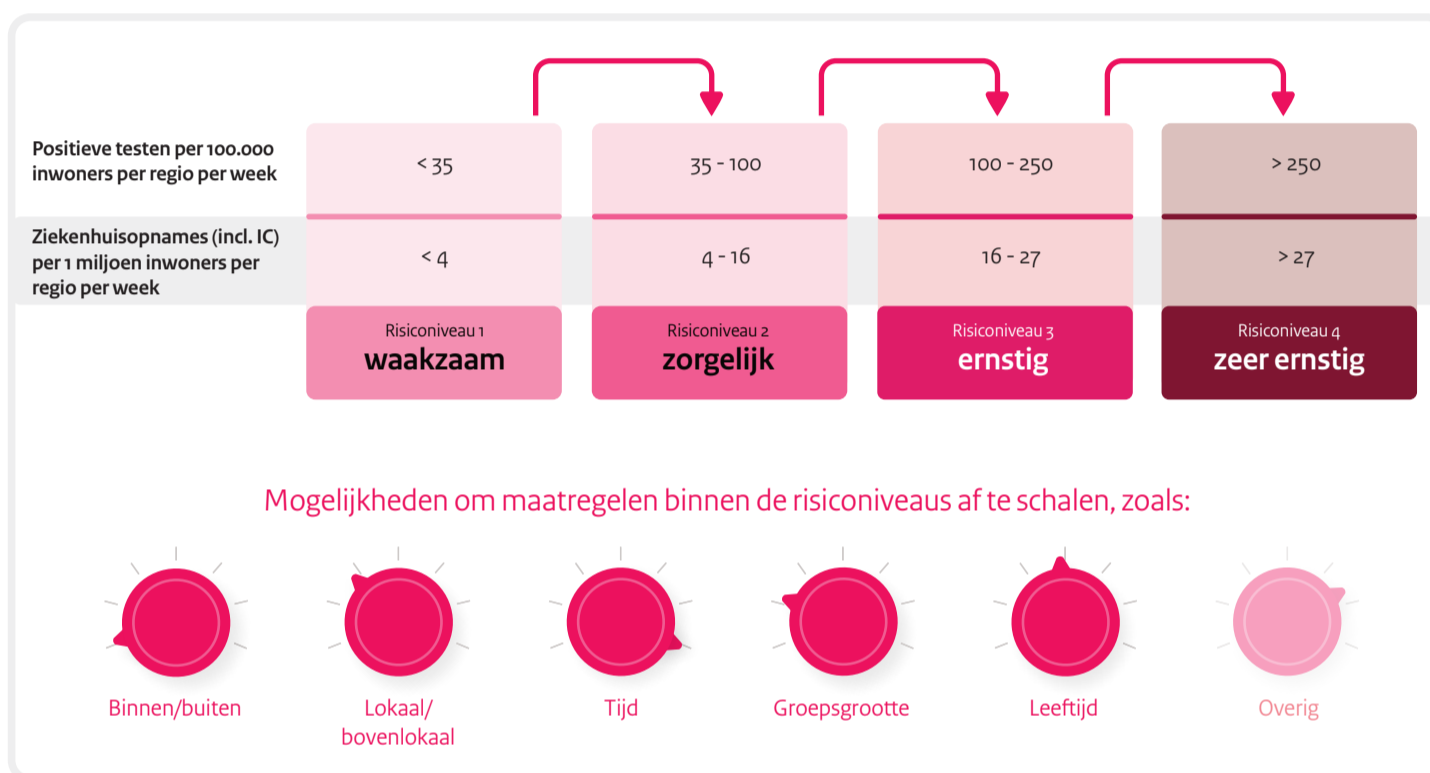 Positieve testen per 100.000
inwoners per regio per week
< 35
35 - 100
100 - 250
> 250
Ziekenhuisopnames (incl. IC)
per 1 miljoen inwoners per
regio per week
< 4
4 - 16
16 - 27
> 27
Risiconiveau 1
waakzaam
Risiconiveau 2
zorgelijk
Risiconiveau 3
ernstig
Risiconiveau 4
zeer ernstig
Mogelijkheden om maatregelen binnen de risiconiveaus af te schalen, zoals:
Binnen/buiten
Lokaal/
bovenlokaal
Tijd
Groepsgrootte
Leeftijd
Overig